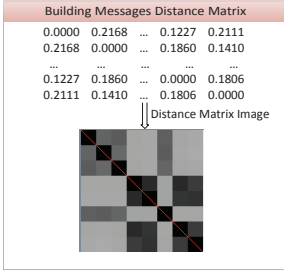 Building Messages Distance Matrix
0.0000 0.2168 ... 0.1227 0.2111
0.2168 0.0000 ... 0.1860 0.1410
... ... ... ... ...
0.1227 0.1860 ... 0.0000 0.1806
0.2111 0.1410 ... 0.1806 0.0000
Distance Matrix Image